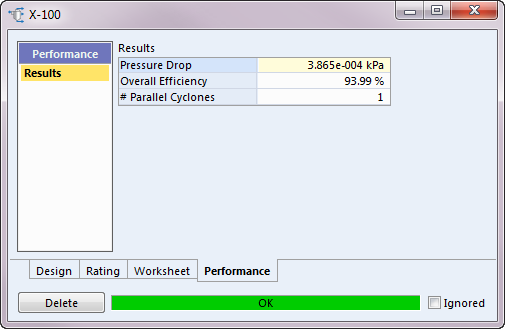 X-100
Performance
Results
Results
Pressure Drop 3.865e-004 kPa
Overall Efficiency 93.99 %
# Parallel Cyclones 1
Design Rating Worksheet Performance
Delete OK Ignored